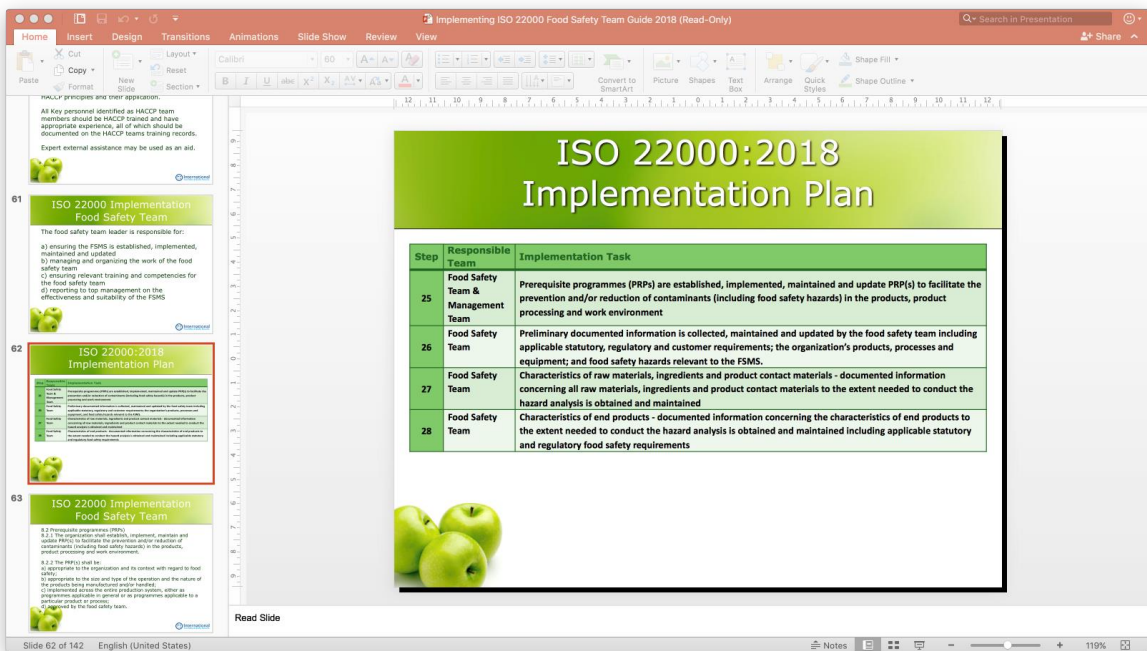 Implementing ISO 22000 Food Safety Team Guide 2018 (Read-Only)
Search in Presentation
Home Insert Design Transitions Animations Slide Show Review View
Share
Paste
Cut
Copy
Format
New
Slide
Layout
Reset
Section
Calibri
60
B I U abc X² X₂ AV Aa A
Convert to
SmartArt
Picture
Shapes
Text
Box
Arrange
Quick
Styles
Shape Fill
Shape Outline
HACCP principles and their application.
All Key personnel identified as HACCP team
members should be HACCP trained and have
appropriate experience, all of which should be
documented on the HACCP teams training records.
Expert external assistance may be used as an aid.
International
61
ISO 22000 Implementation
Food Safety Team
The food safety team leader is responsible for:
a) ensuring the FSMS is established, implemented,
maintained and updated
b) managing and organizing the work of the food
safety team
c) ensuring relevant training and competencies for
the food safety team
d) reporting to top management on the
effectiveness and suitability of the FSMS
International
62
ISO 22000:2018
Implementation Plan
63
ISO 22000 Implementation
Food Safety Team
8.2 Prerequisite programmes (PRPs)
8.2.1 The organization shall establish, implement, maintain and
update PRP(s) to facilitate the prevention and/or reduction of
contaminants (including food safety hazards) in the products,
product processing and work environment.
8.2.2 The PRP(s) shall be:
a) appropriate to the organization and its context with regard to food
safety;
b) appropriate to the size and type of the operation and the nature of
the products being manufactured and/or handled;
c) implemented across the entire production system, either as
programmes applicable in general or as programmes applicable to a
particular product or process;
d) approved by the food safety team.
International
ISO 22000:2018
Implementation Plan
Step
Responsible
Team
Implementation Task
25
Food Safety
Team &
Management
Team
Prerequisite programmes (PRPs) are established, implemented, maintained and update PRP(s) to facilitate the
prevention and/or reduction of contaminants (including food safety hazards) in the products, product
processing and work environment
26
Food Safety
Team
Preliminary documented information is collected, maintained and updated by the food safety team including
applicable statutory, regulatory and customer requirements; the organization's products, processes and
equipment; and food safety hazards relevant to the FSMS.
27
Food Safety
Team
Characteristics of raw materials, ingredients and product contact materials - documented information
concerning all raw materials, ingredients and product contact materials to the extent needed to conduct the
hazard analysis is obtained and maintained
28
Food Safety
Team
Characteristics of end products - documented information concerning the characteristics of end products to
the extent needed to conduct the hazard analysis is obtained and maintained including applicable statutory
and regulatory food safety requirements
Read Slide
Slide 62 of 142 English (United States)
Notes
119%